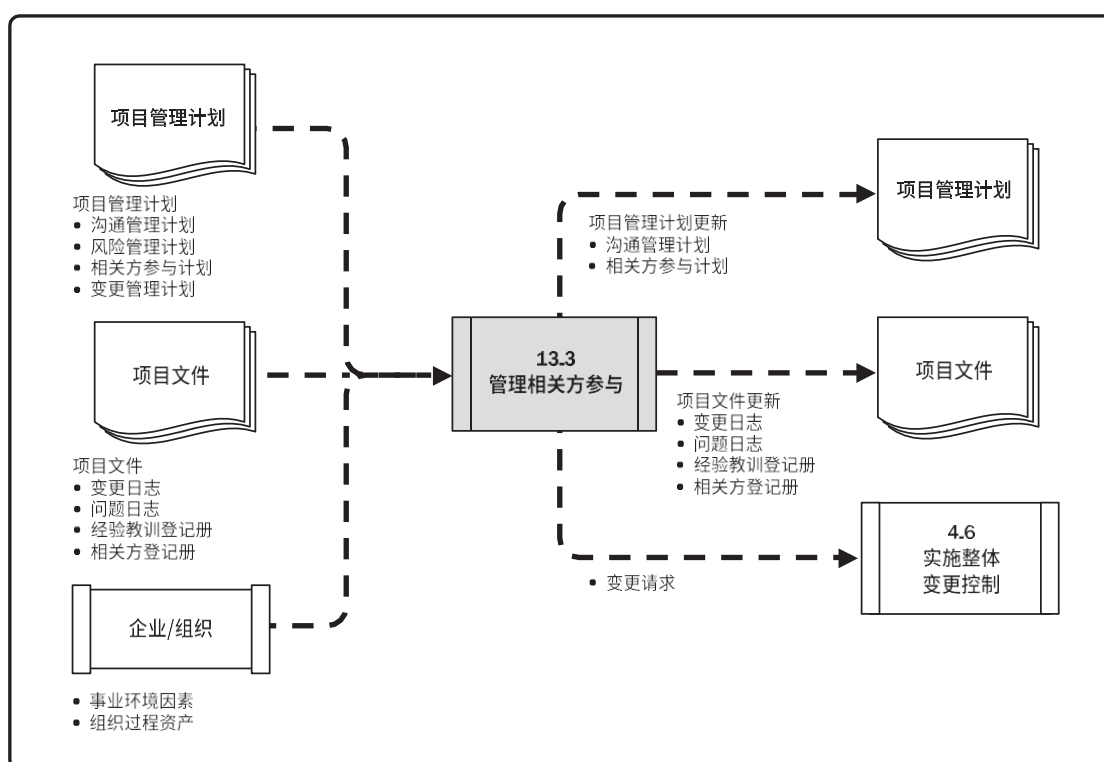 项目管理计划
项目管理计划
• 沟通管理计划
• 风险管理计划
• 相关方参与计划
• 变更管理计划
项目文件
项目文件
• 变更日志
• 问题日志
• 经验教训登记册
• 相关方登记册
企业/组织
• 事业环境因素
• 组织过程资产
13.3
管理相关方参与
项目管理计划更新
• 沟通管理计划
• 相关方参与计划
项目管理计划
项目文件更新
• 变更日志
• 问题日志
• 经验教训登记册
• 相关方登记册
项目文件
• 变更请求
4.6
实施整体
变更控制